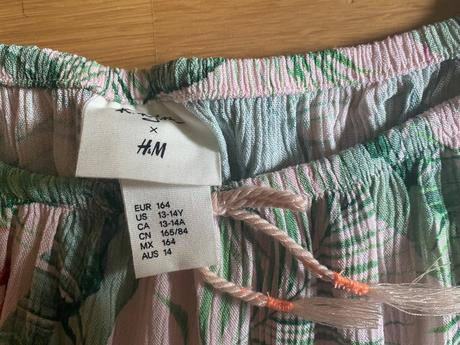 x
H&M
EUR 164
US 13-14Y
CA 13-14A
CN 165/84
MX 164
AUS 14